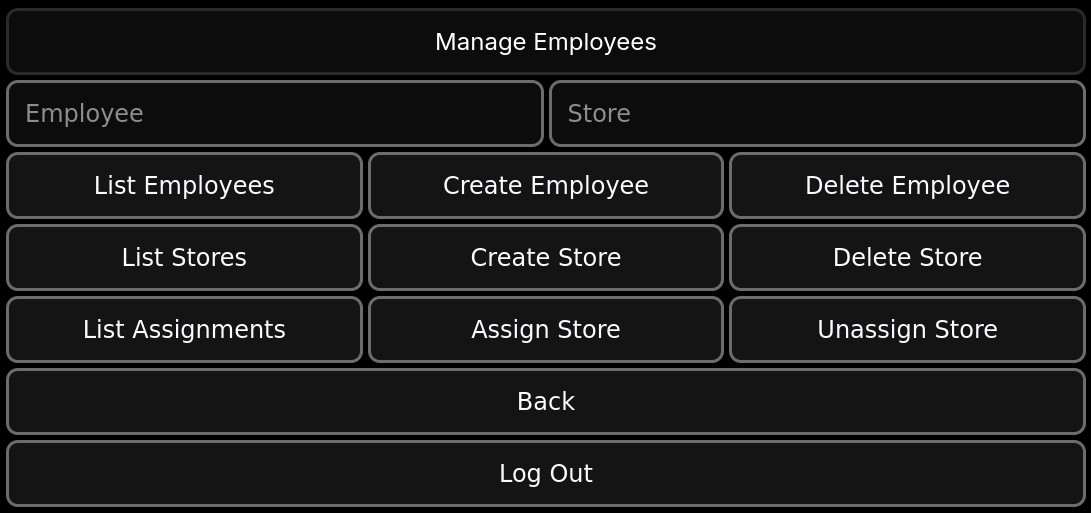 Manage Employees
Employee Store
List Employees Create Employee Delete Employee
List Stores Create Store Delete Store
List Assignments Assign Store Unassign Store
Back
Log Out